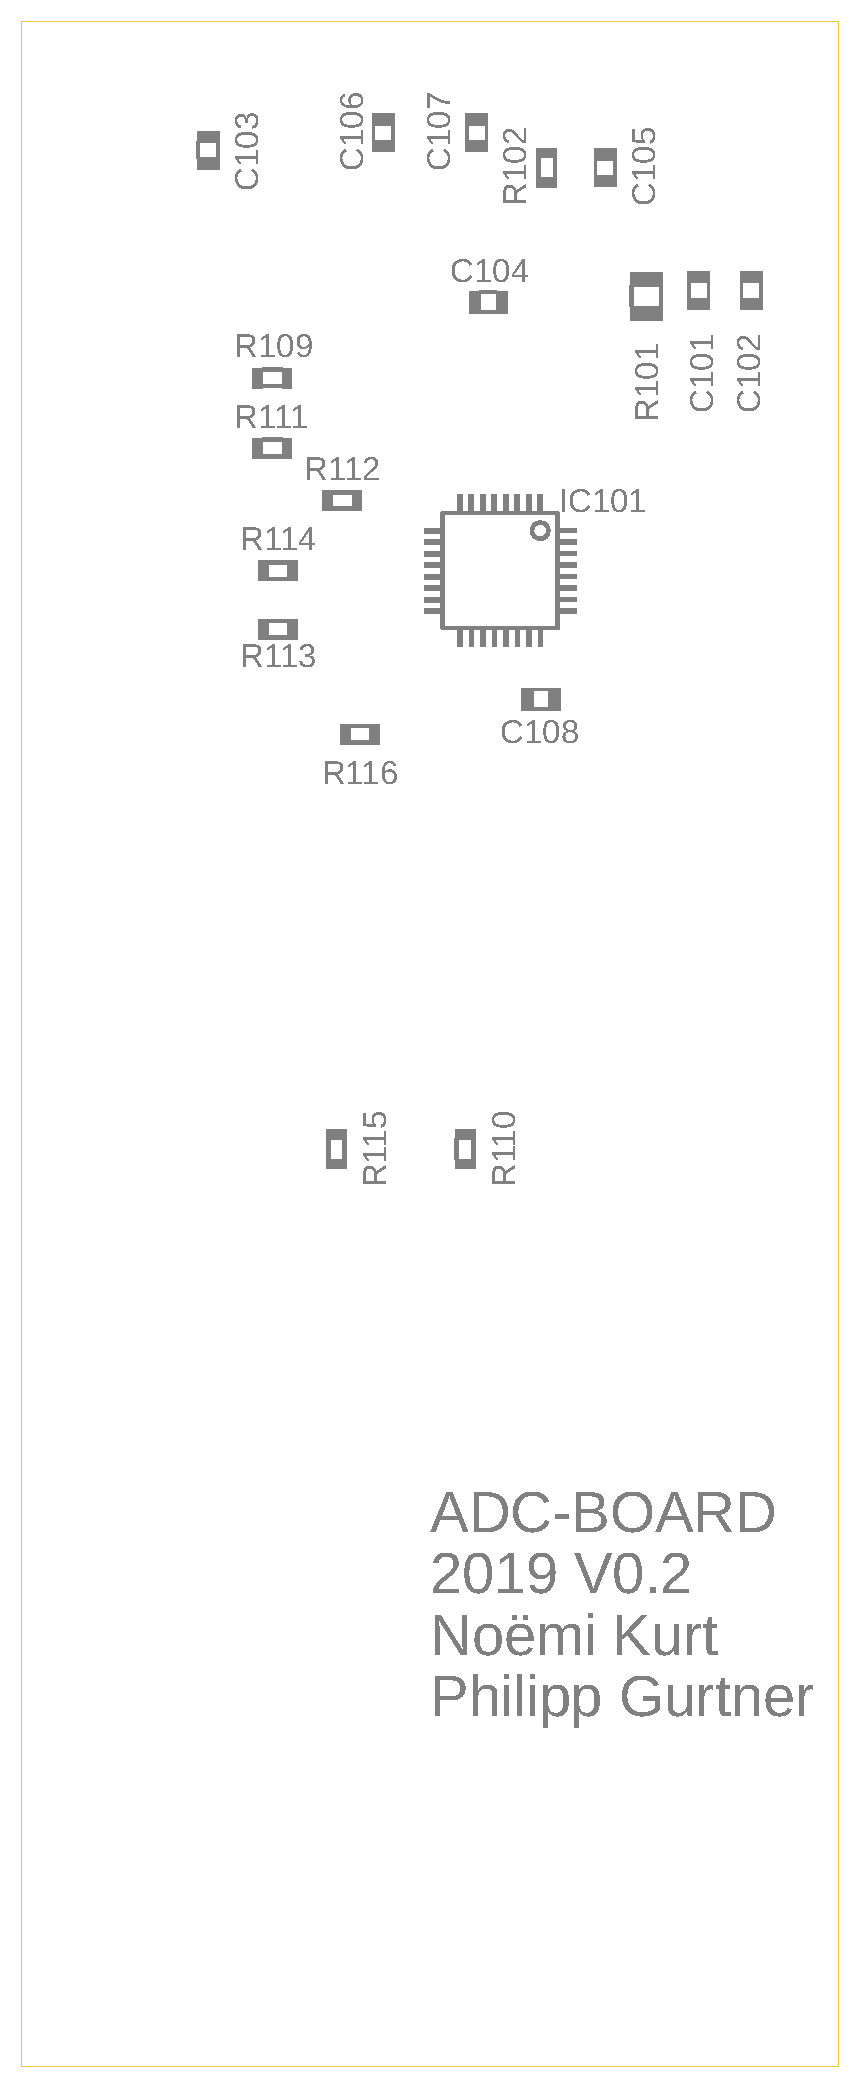 C103
C106
C107
R102
C105
C104
R109
R101
C101
C102
R111
R112
IC101
R114
R113
C108
R116
R115
R110
ADC-BOARD
2019 V0.2
Noëmi Kurt
Philipp Gurtner